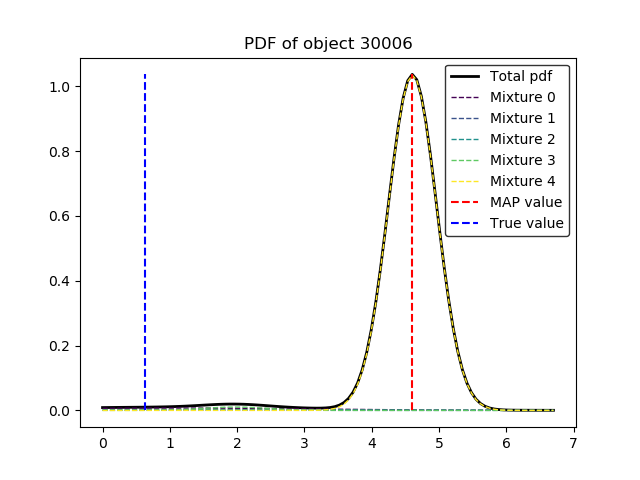 PDF of object 30006
1.0
0.8
0.6
0.4
0.2
0.0
0 1 2 3 4 5 6 7
Total pdf
Mixture 0
Mixture 1
Mixture 2
Mixture 3
Mixture 4
MAP value
True value